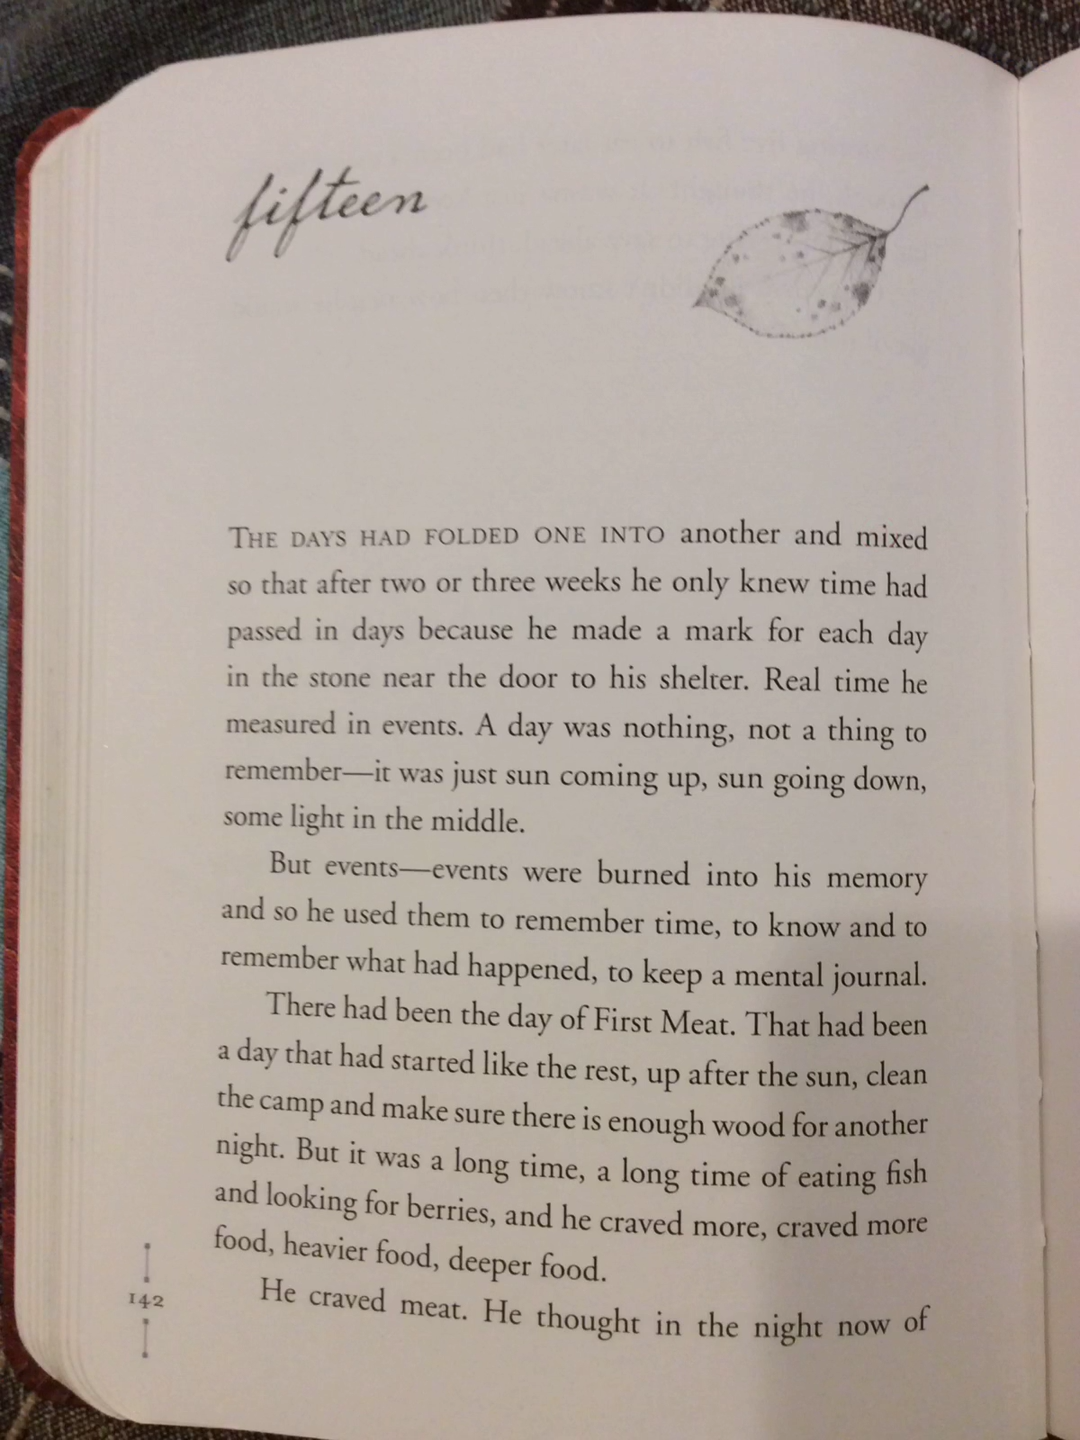 fifteen
THE DAYS HAD FOLDED ONE INTO another and mixed
so that after two or three weeks he only knew time had
passed in days because he made a mark for each day
in the stone near the door to his shelter. Real time he
measured in events. A day was nothing, not a thing to
remember—it was just sun coming up, sun going down,
some light in the middle.
But events—events were burned into his memory
and so he used them to remember time, to know and to
remember what had happened, to keep a mental journal.
There had been the day of First Meat. That had been
a day that had started like the rest, up after the sun, clean
the camp and make sure there is enough wood for another
night. But it was a long time, a long time of eating fish
and looking for berries, and he craved more, craved more
food, heavier food, deeper food.
He craved meat. He thought in the night now of
142